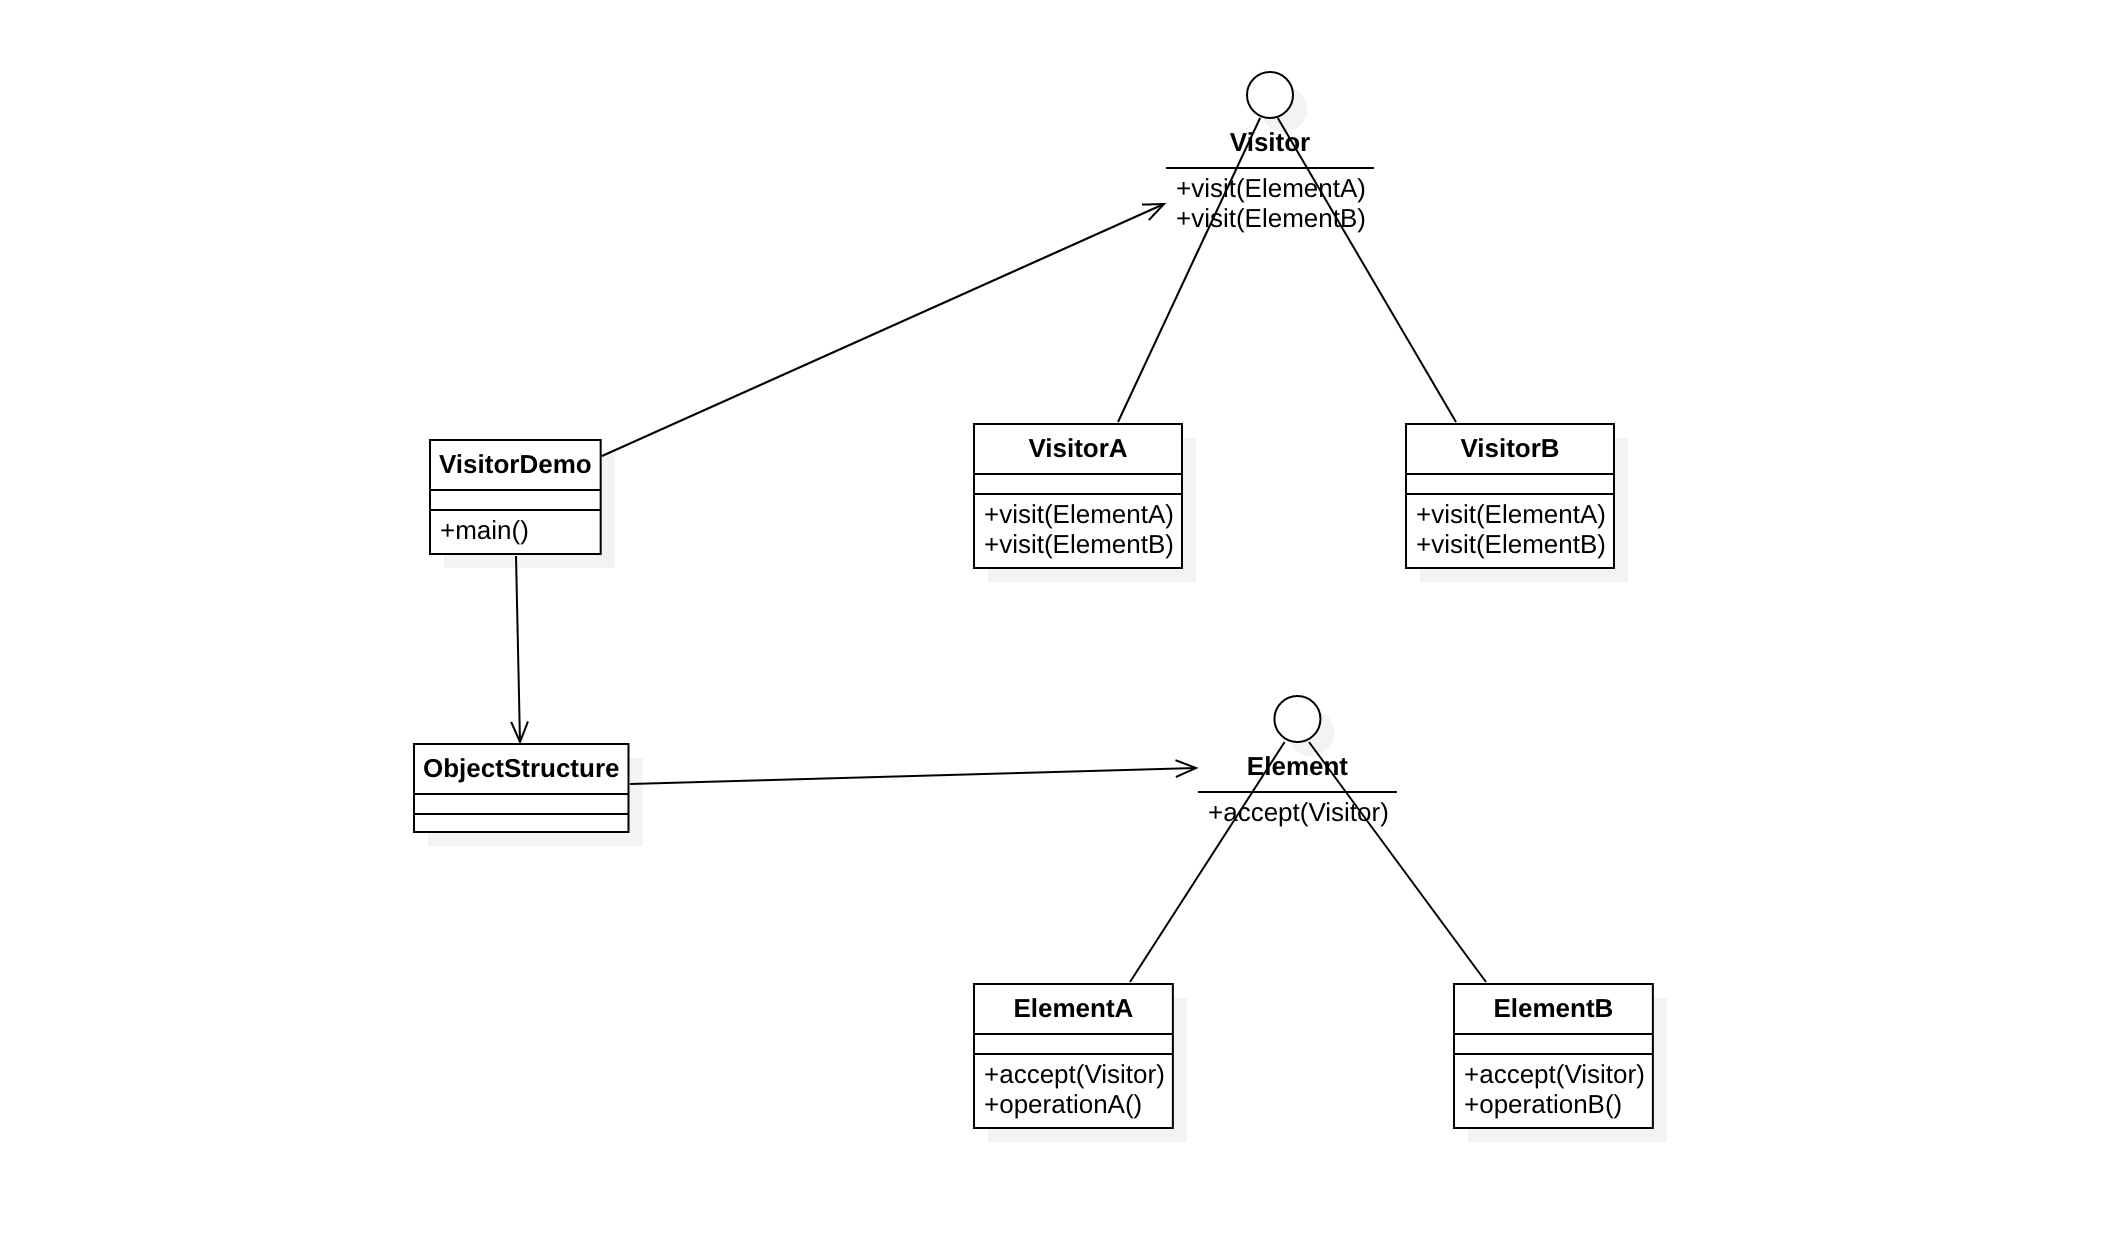 Visitor
+visit(ElementA)
+visit(ElementB)
VisitorDemo
+main()
VisitorA
+visit(ElementA)
+visit(ElementB)
VisitorB
+visit(ElementA)
+visit(ElementB)
ObjectStructure
Element
+accept(Visitor)
ElementA
+accept(Visitor)
+operationA()
ElementB
+accept(Visitor)
+operationB()